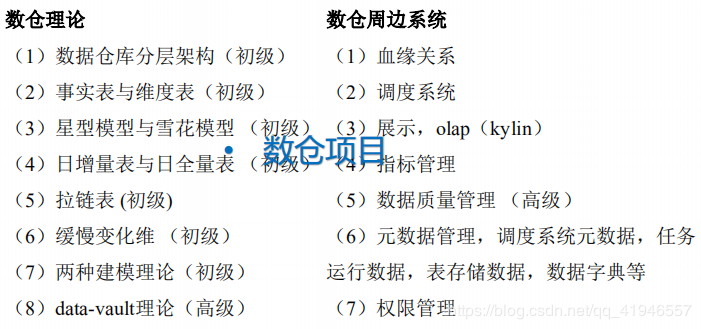 数仓理论
（1）数据仓库分层架构（初级）
（2）事实表与维度表（初级）
（3）星型模型与雪花模型 （初级）
（4）日增量表与日全量表 （初级）
（5）拉链表 (初级)
（6）缓慢变化维 （初级）
（7）两种建模理论（初级）
（8）data-vault理论（高级）
• 数仓项目
数仓周边系统
（1）血缘关系
（2）调度系统
（3）展示，olap（kylin）
（4）指标管理
（5）数据质量管理 （高级）
（6）元数据管理，调度系统元数据，任务
运行数据，表存储数据，数据字典等
（7）权限管理
https://blog.csdn.net/qq_41946557